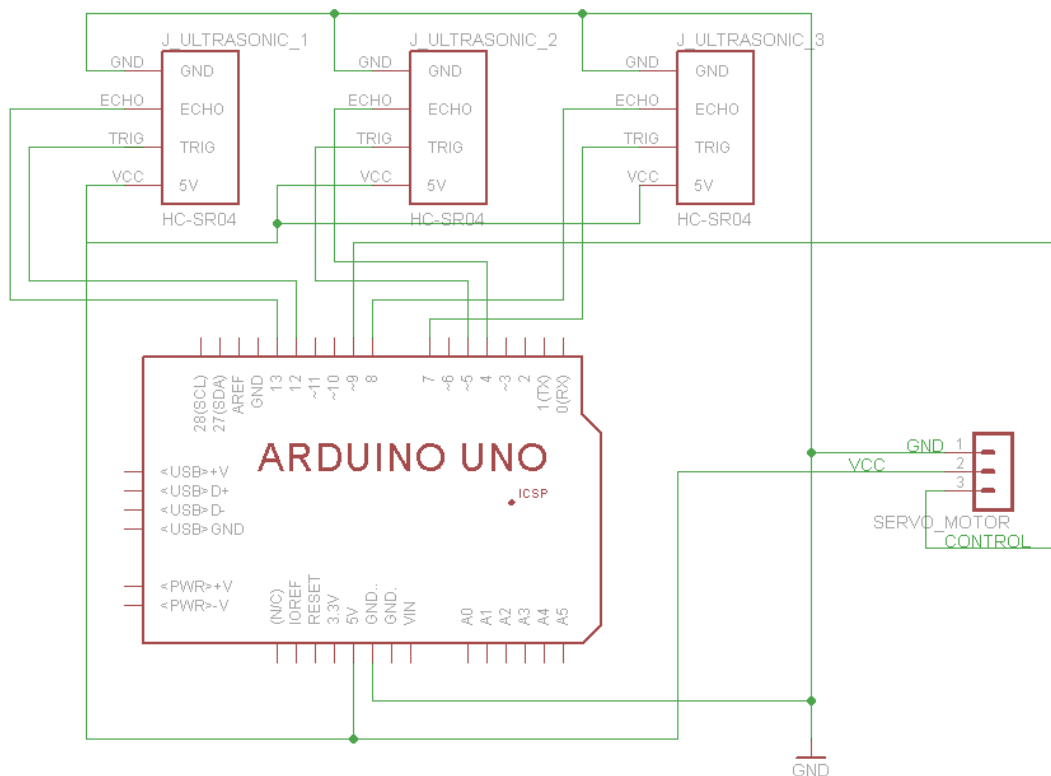 J_ULTRASONIC_1
J_ULTRASONIC_2
J_ULTRASONIC_3
GND
GND
GND
GND
GND
GND
ECHO
ECHO
ECHO
ECHO
ECHO
ECHO
TRIG
TRIG
TRIG
TRIG
TRIG
TRIG
VCC
5V
VCC
5V
VCC
5V
HC-SR04
HC-SR04
HC-SR04
28(SCL)
27(SDA)
AREF
GND
13
12
~11
~10
~9
8
7
~6
~5
4
~3
2
1(TX)
0(RX)
ARDUINO UNO
ICSP
<USB>+V
<USB>D+
<USB>D-
<USB>GND
<PWR>+V
<PWR>-V
(N/C)
IOREF
RESET
3.3V
5V
GND..
GND.
VIN
A0
A1
A2
A3
A4
A5
GND 1
VCC 2
3
SERVO_MOTOR
CONTROL
GND